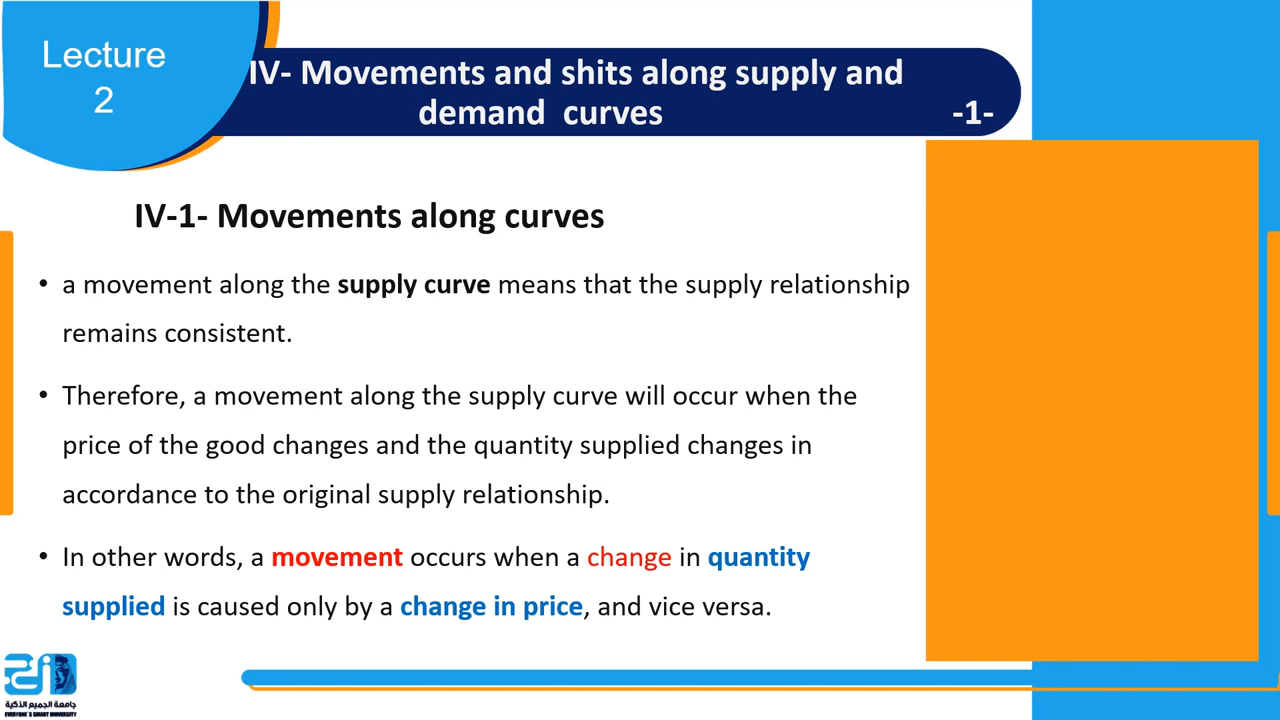 Lecture
2
IV- Movements and shits along supply and
demand curves -1-
IV-1- Movements along curves
• a movement along the supply curve means that the supply relationship
remains consistent.
• Therefore, a movement along the supply curve will occur when the
price of the good changes and the quantity supplied changes in
accordance to the original supply relationship.
• In other words, a movement occurs when a change in quantity
supplied is caused only by a change in price, and vice versa.
جامعة الجميع الذكية
EVERYONE'S SMART UNIVERSITY